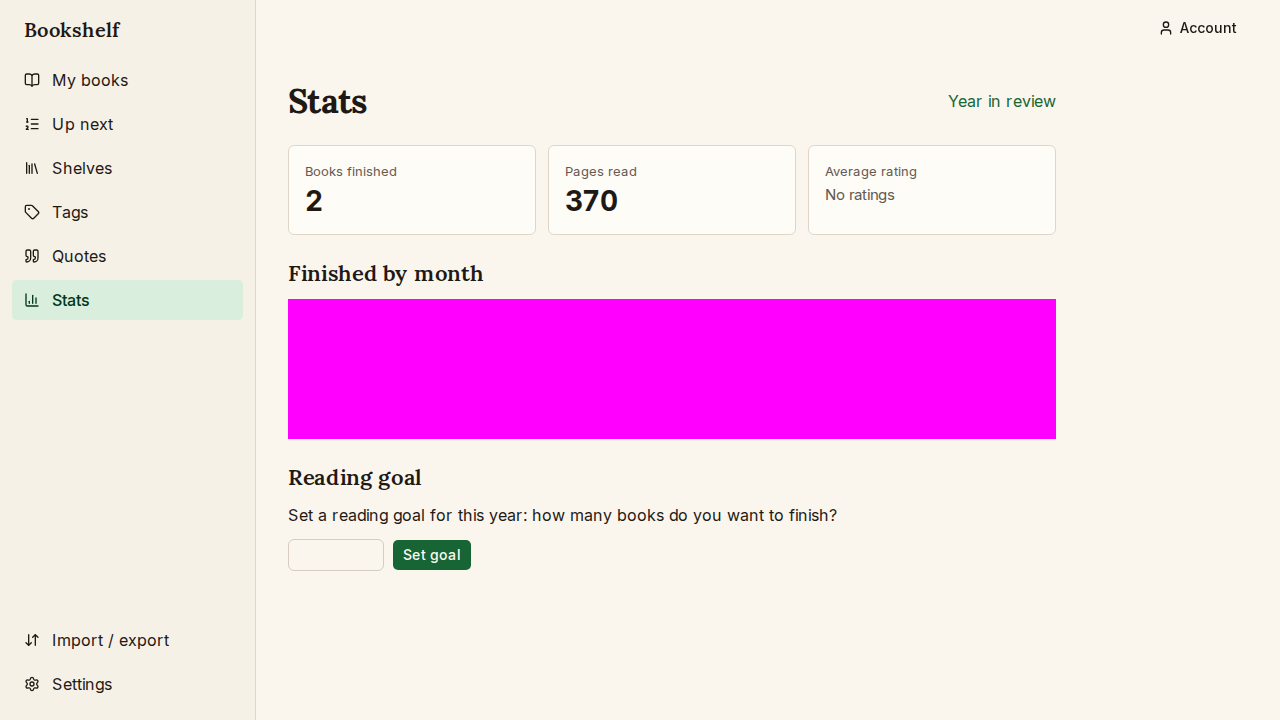 Bookshelf
My books
Up next
Shelves
Tags
Quotes
Stats
Import / export
Settings
Account
Stats
Year in review
Books finished
2
Pages read
370
Average rating
No ratings
Finished by month
Reading goal
Set a reading goal for this year: how many books do you want to finish?
Set goal